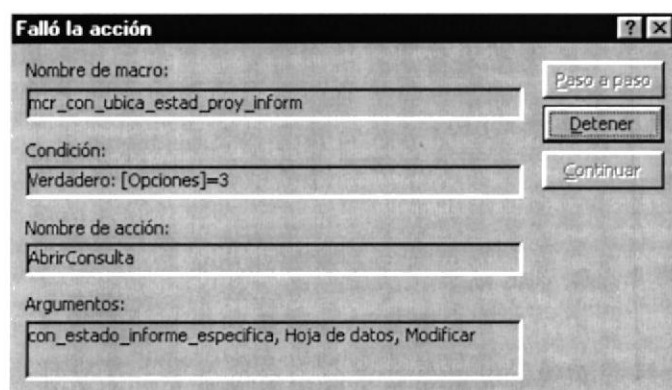 Falló la acción
Nombre de macro:
mcr_con_ubica_estad_proy_inform
Paso a paso
Detener
Condición:
Verdadero: [Opciones]=3
Continuar
Nombre de acción:
AbrirConsulta
Argumentos:
con_estado_informe_especifica, Hoja de datos, Modificar